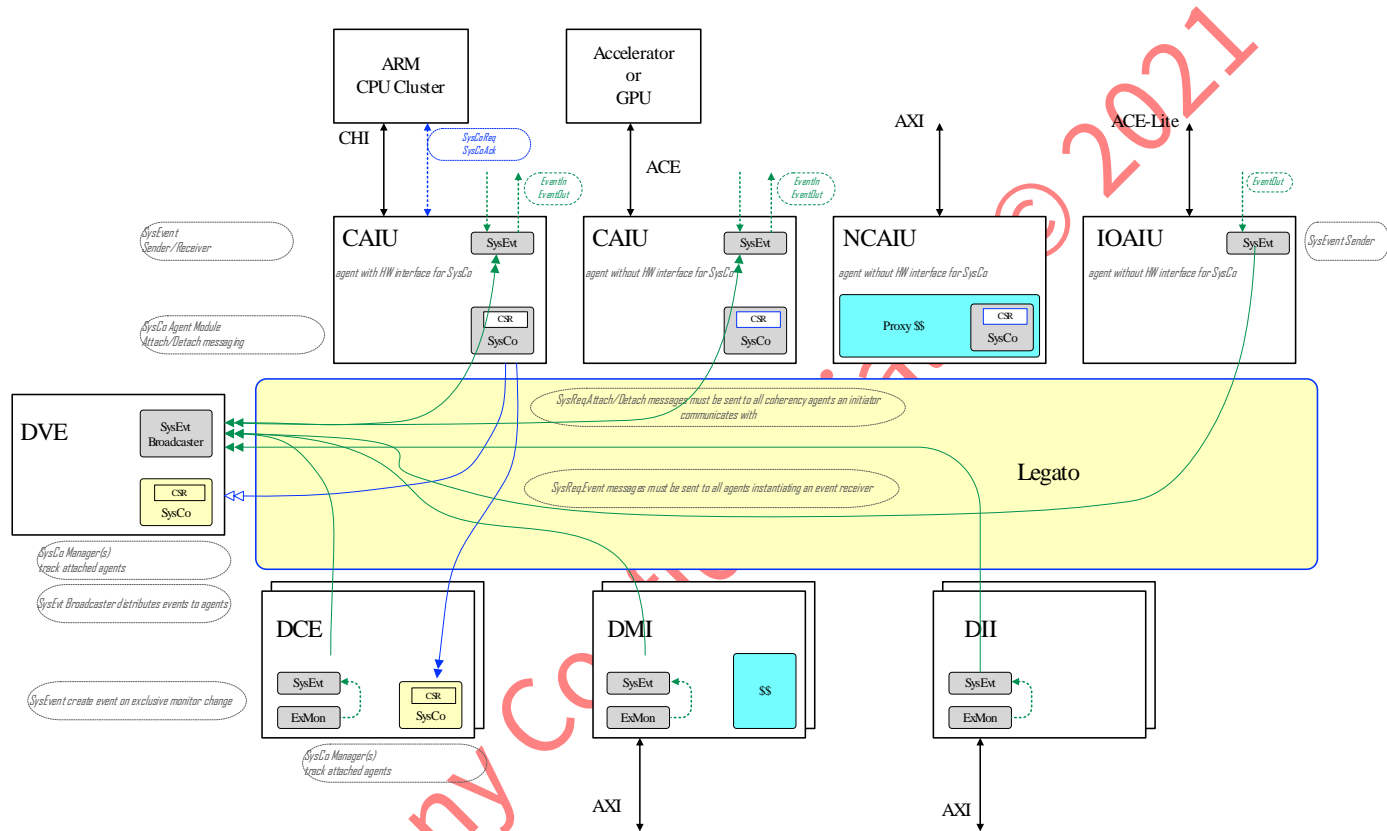 ARM
CPU Cluster
Accelerator
or
GPU
CHI
SysCoReq
SysCoAck
ACE
AXI
ACE-Lite
EventIn
EventOut
EventIn
EventOut
EventOut
SysEvent
Sender/Receiver
CAIU
SysEvt
agent with HW interface for SysCo
CSR
SysCo
CAIU
SysEvt
agent without HW interface for SysCo
CSR
SysCo
NCAIU
agent without HW interface for SysCo
Proxy $$
CSR
SysCo
IOAIU
SysEvt
agent without HW interface for SysCo
SysEvent Sender
SysCo Agent Module
Attach/Detach messaging
DVE
SysEvt
Broadcaster
CSR
SysCo
SysReq.Attach/Detach messages must be sent to all coherency agents an initiator
communicates with
Legato
SysReq.Event messages must be sent to all agents instantiating an event receiver
SysCo Manager(s)
track attached agents
SysEvt Broadcaster distributes events to agents
DCE
SysEvt
ExMon
CSR
SysCo
DMI
SysEvt
ExMon
$$
DII
SysEvt
ExMon
SysEvent create event on exclusive monitor change
SysCo Manager(s)
track attached agents
AXI
AXI
© 2021